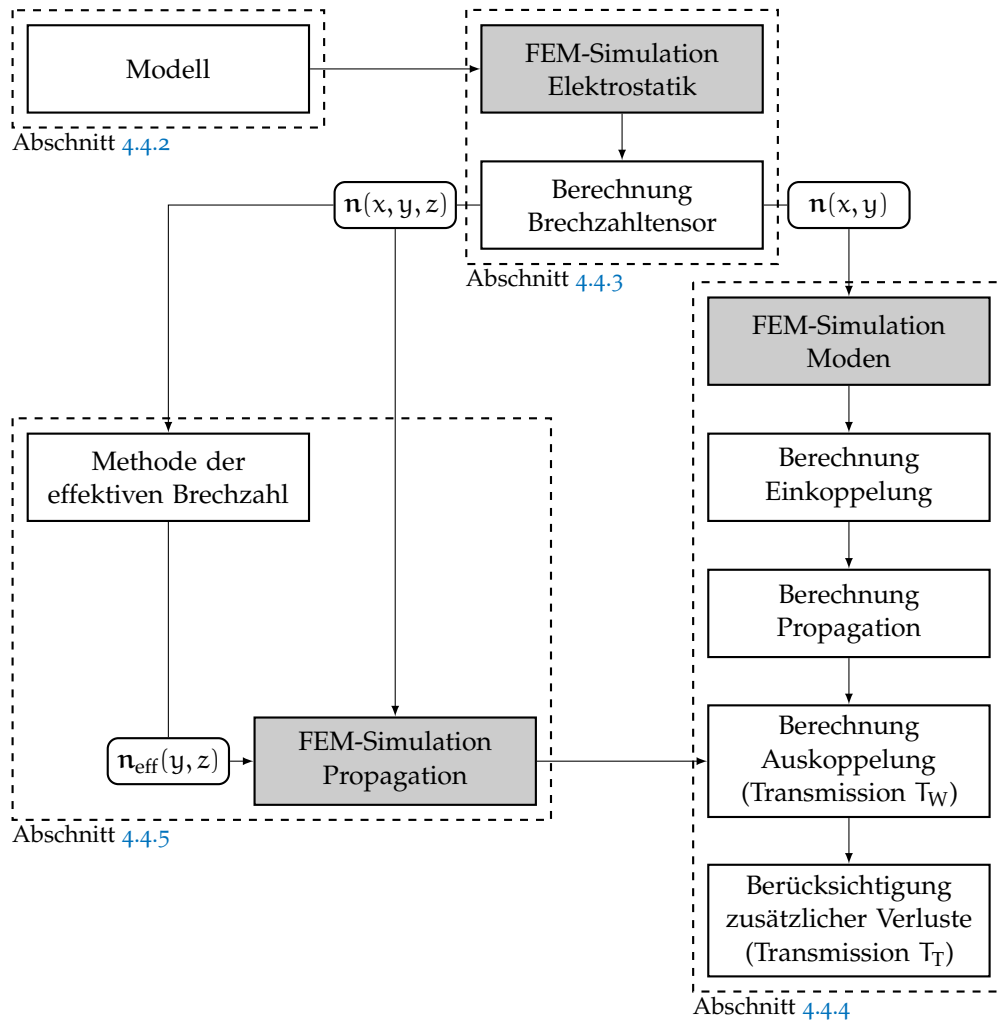 Modell
Abschnitt 4.4.2
FEM-Simulation
Elektrostatik
Berechnung
Brechzahltensor
Abschnitt 4.4.3
n(x, y, z)
n(x, y)
FEM-Simulation
Moden
Berechnung
Einkoppelung
Berechnung
Propagation
Berechnung
Auskoppelung
(Transmission T_W)
Berücksichtigung
zusätzlicher Verluste
(Transmission T_T)
Abschnitt 4.4.4
Methode der
effektiven Brechzahl
n_eff(y, z)
FEM-Simulation
Propagation
Abschnitt 4.4.5